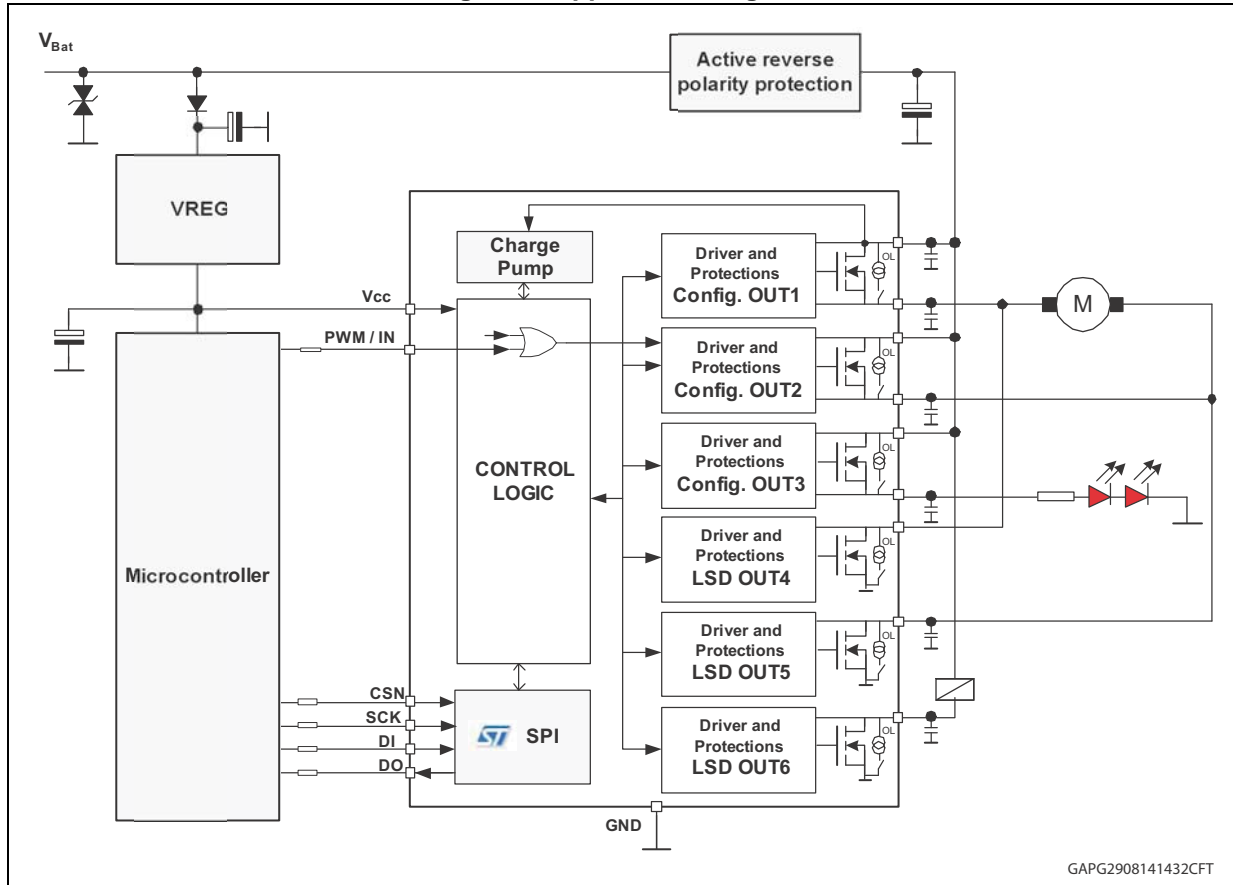 VBat
Active reverse
polarity protection
VREG
Charge
Pump
Driver and
Protections
Config. OUT1
OL
Vcc
M
PWM / IN
Driver and
Protections
Config. OUT2
OL
CONTROL
LOGIC
Driver and
Protections
Config. OUT3
OL
Microcontroller
Driver and
Protections
LSD OUT4
OL
Driver and
Protections
LSD OUT5
OL
CSN
SCK
DI
DO
ST SPI
Driver and
Protections
LSD OUT6
OL
GND
GAPG2908141432CFT